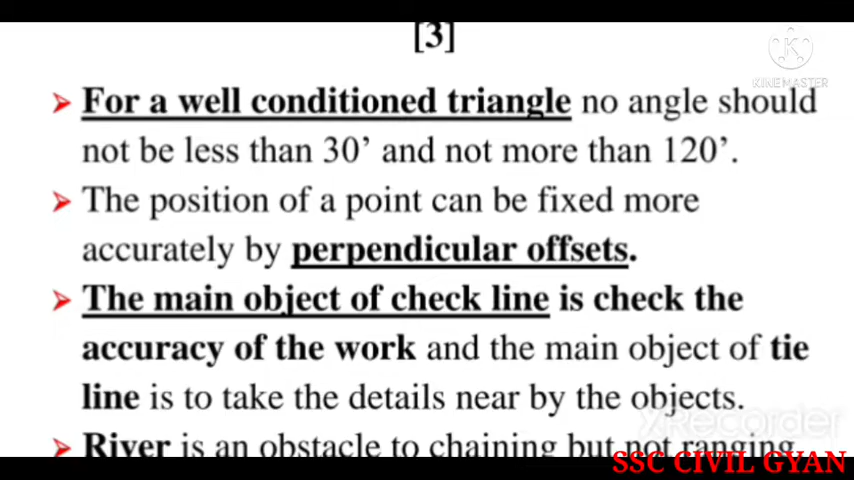 [3]
KINEMASTER
➤ For a well conditioned triangle no angle should
not be less than 30’ and not more than 120’.
➤ The position of a point can be fixed more
accurately by perpendicular offsets.
➤ The main object of check line is check the
accuracy of the work and the main object of tie
line is to take the details near by the objects.
XRecorder
➤ River is an obstacle to chaining but not ranging
SSC CIVIL GYAN